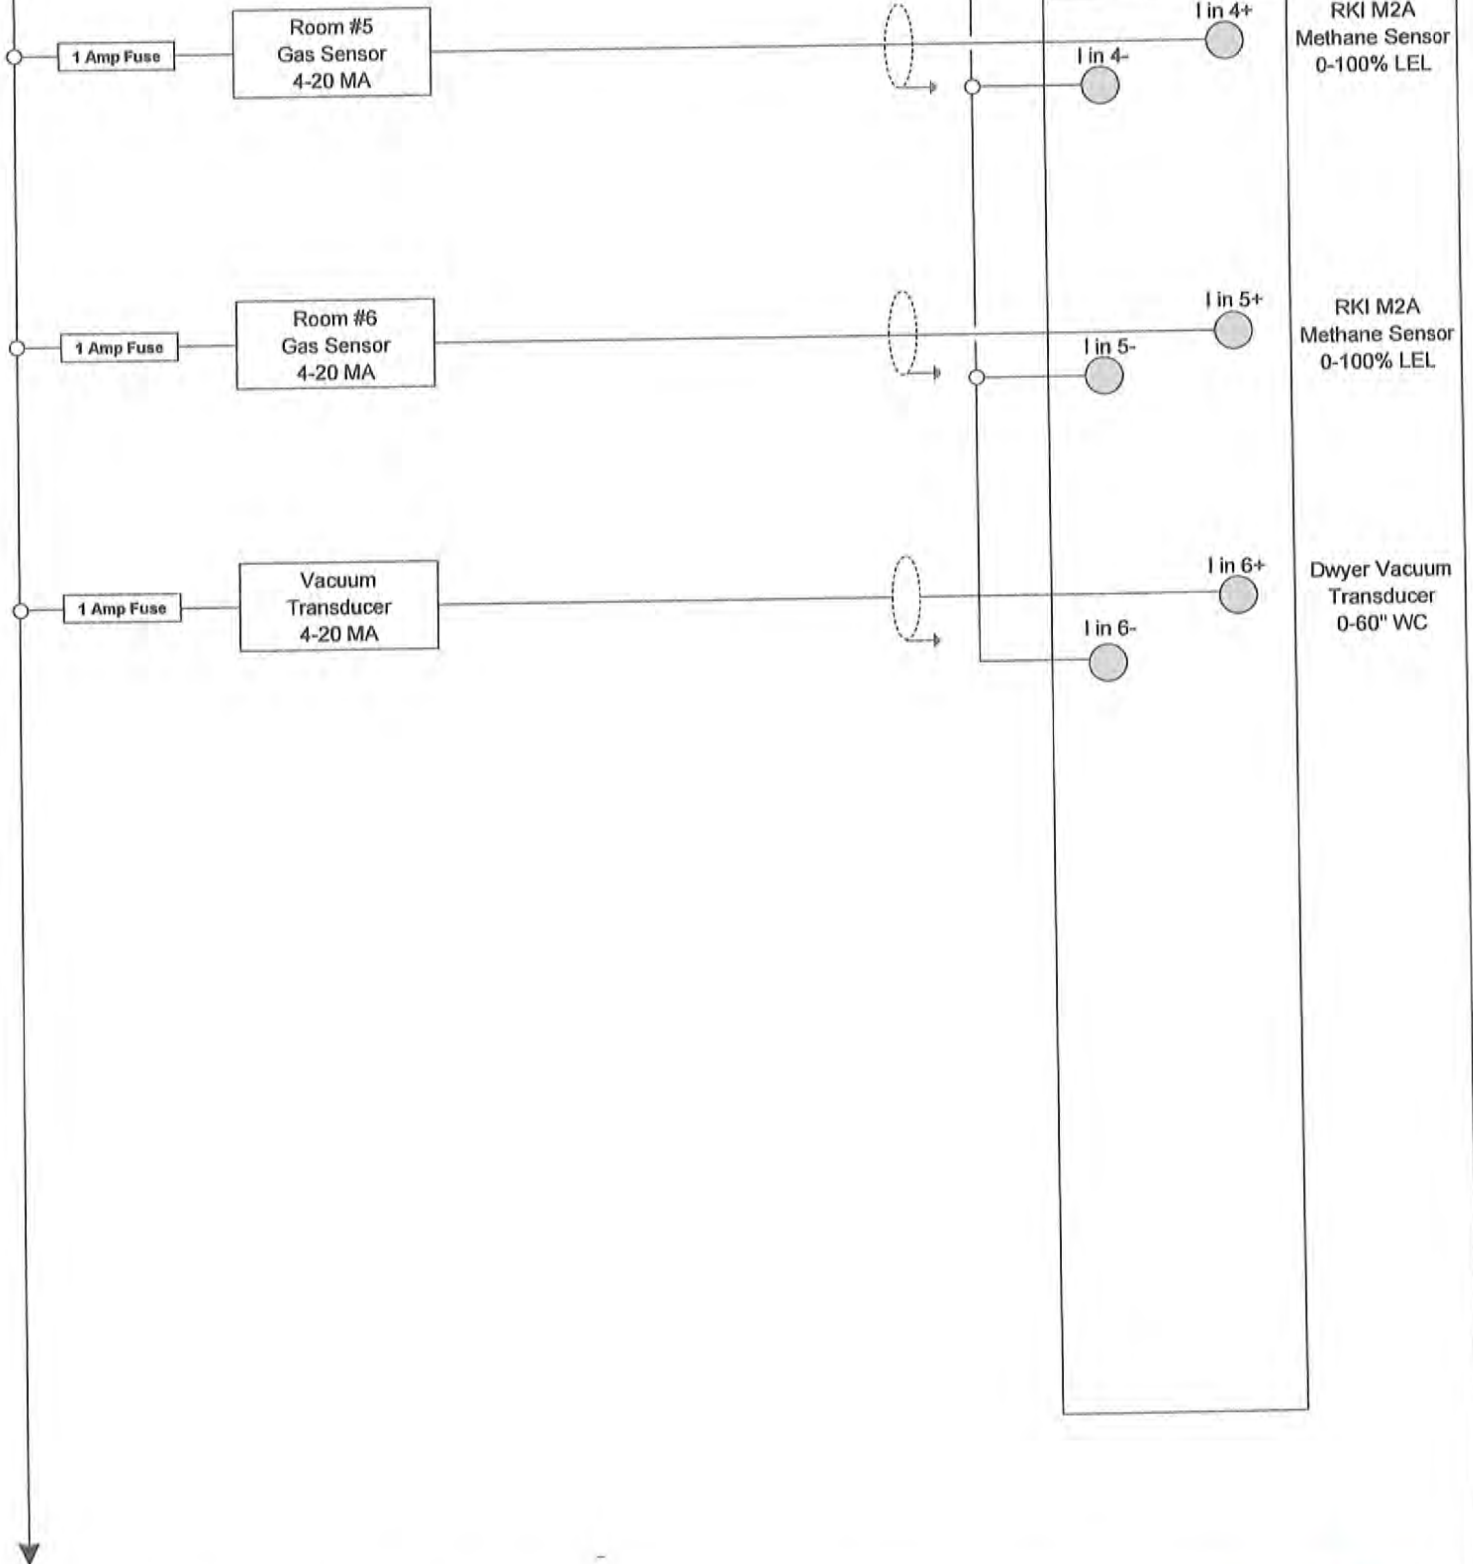 I in 4+
RKI M2A
Methane Sensor
0-100% LEL
Room #5
Gas Sensor
4-20 MA
1 Amp Fuse
I in 4-
I in 5+
RKI M2A
Methane Sensor
0-100% LEL
Room #6
Gas Sensor
4-20 MA
1 Amp Fuse
I in 5-
I in 6+
Dwyer Vacuum
Transducer
0-60" WC
Vacuum
Transducer
4-20 MA
1 Amp Fuse
I in 6-